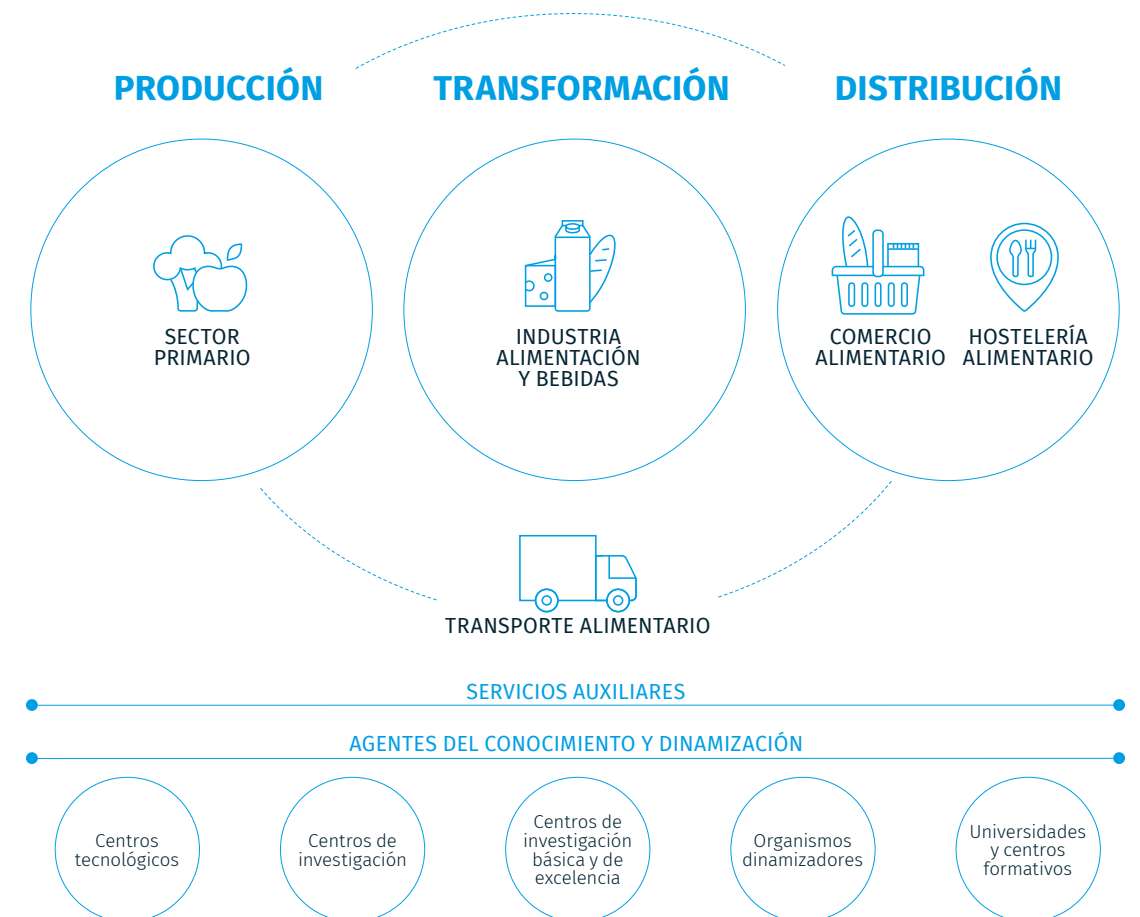 PRODUCCIÓN
TRANSFORMACIÓN
DISTRIBUCIÓN
SECTOR
PRIMARIO
INDUSTRIA
ALIMENTACIÓN
Y BEBIDAS
COMERCIO
ALIMENTARIO
HOSTELERÍA
ALIMENTARIO
TRANSPORTE ALIMENTARIO
SERVICIOS AUXILIARES
AGENTES DEL CONOCIMIENTO Y DINAMIZACIÓN
Centros
tecnológicos
Centros de
investigación
Centros de
investigación
básica y de
excelencia
Organismos
dinamizadores
Universidades
y centros
formativos